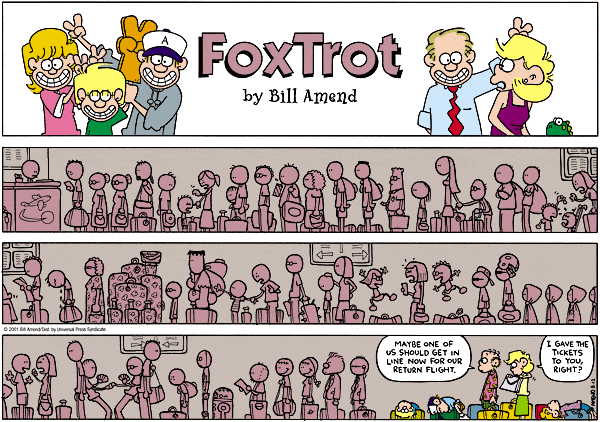 A
FOXTROT
by Bill Amend
© 2001 Bill Amend/Dist. by Universal Press Syndicate
MAYBE ONE OF
US SHOULD GET IN
LINE NOW FOR OUR
RETURN FLIGHT.
I GAVE THE
TICKETS
TO YOU,
RIGHT?